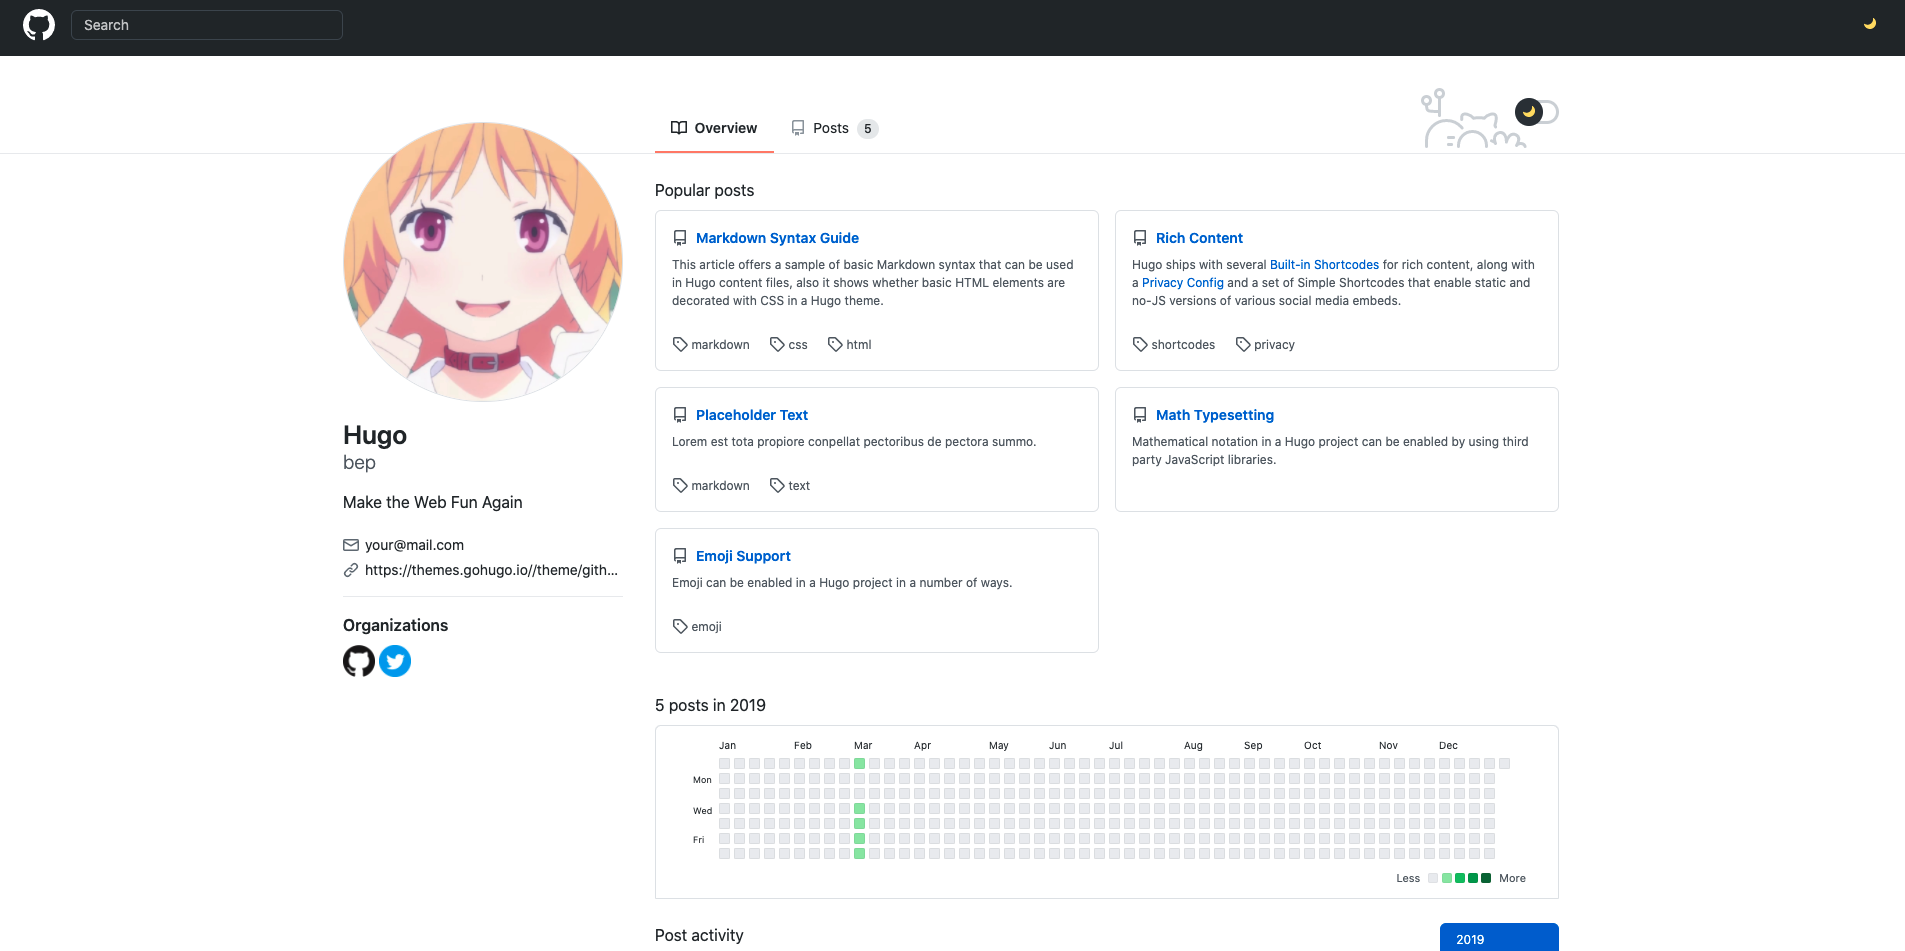 Search
Overview
Posts 5
Popular posts
Markdown Syntax Guide
This article offers a sample of basic Markdown syntax that can be used
in Hugo content files, also it shows whether basic HTML elements are
decorated with CSS in a Hugo theme.
markdown css html
Rich Content
Hugo ships with several Built-in Shortcodes for rich content, along with
a Privacy Config and a set of Simple Shortcodes that enable static and
no-JS versions of various social media embeds.
shortcodes privacy
Placeholder Text
Lorem est tota propiore conpellat pectoribus de pectora summo.
markdown text
Math Typesetting
Mathematical notation in a Hugo project can be enabled by using third
party JavaScript libraries.
Emoji Support
Emoji can be enabled in a Hugo project in a number of ways.
emoji
Hugo
bep
Make the Web Fun Again
your@mail.com
https://themes.gohugo.io//theme/gith...
Organizations
5 posts in 2019
Jan Feb Mar Apr May Jun Jul Aug Sep Oct Nov Dec
Mon
Wed
Fri
Less More
Post activity
2019